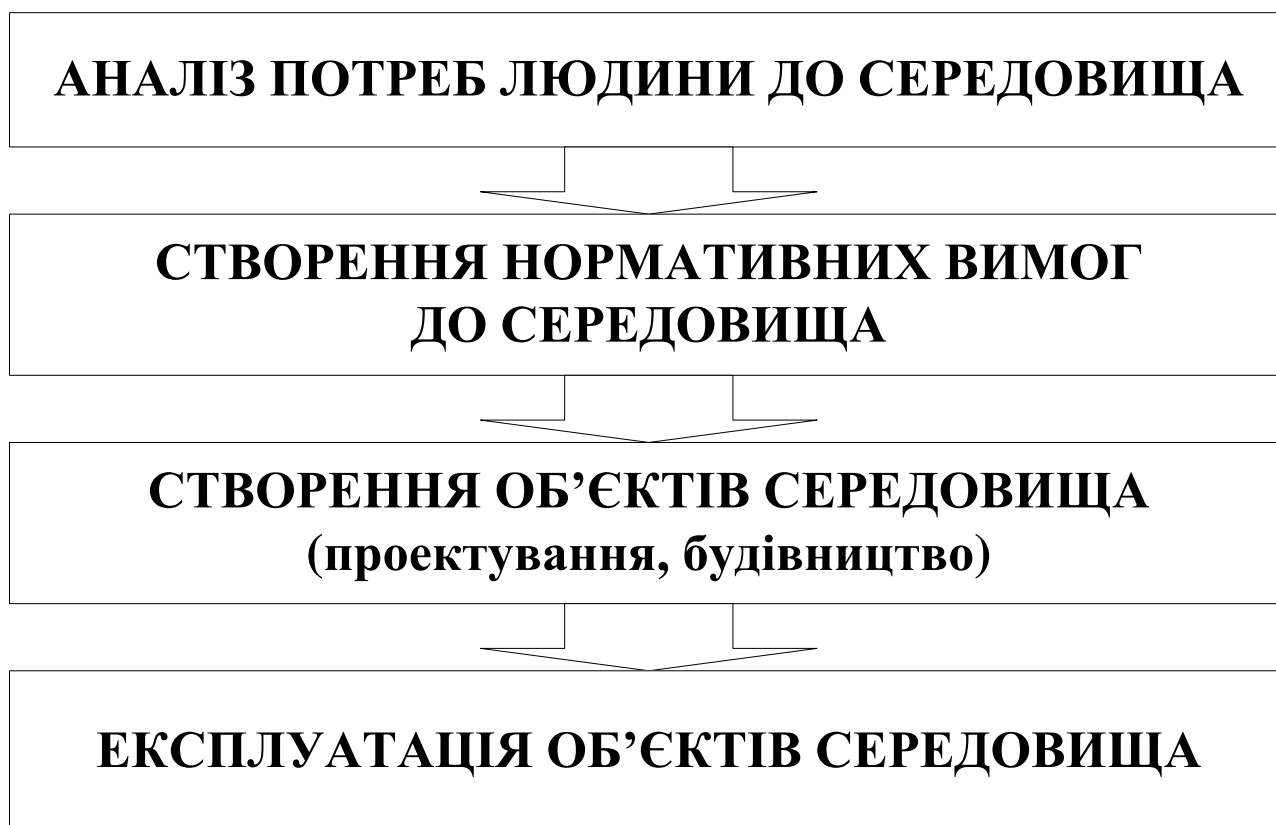 АНАЛІЗ ПОТРЕБ ЛЮДИНИ ДО СЕРЕДОВИЩА
СТВОРЕННЯ НОРМАТИВНИХ ВИМОГ
ДО СЕРЕДОВИЩА
СТВОРЕННЯ ОБ’ЄКТІВ СЕРЕДОВИЩА
(проектування, будівництво)
ЕКСПЛУАТАЦІЯ ОБ’ЄКТІВ СЕРЕДОВИЩА